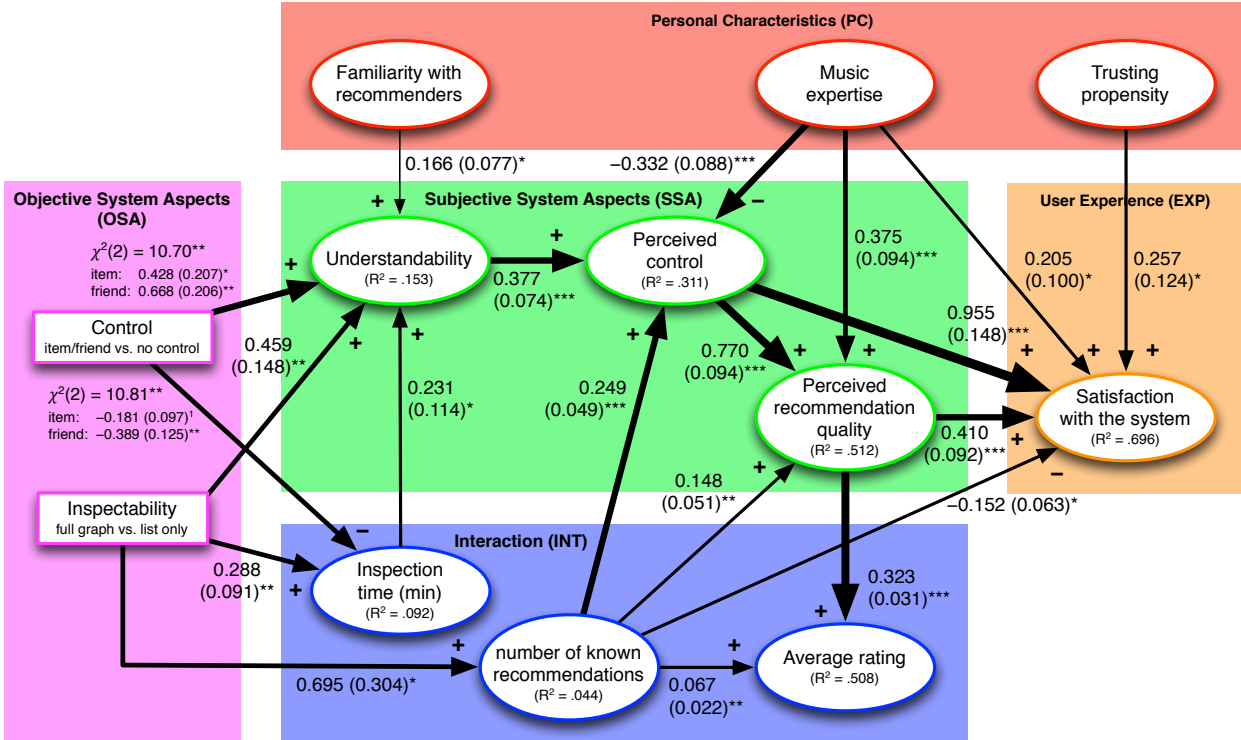 Personal Characteristics (PC)
Familiarity with
recommenders
Music
expertise
Trusting
propensity
0.166 (0.077)*
−0.332 (0.088)***
Objective System Aspects
(OSA)
Subjective System Aspects (SSA)
User Experience (EXP)
χ²(2) = 10.70**
item: 0.428 (0.207)*
friend: 0.668 (0.206)**
+
+
+
−
Understandability
(R² = .153)
0.377
(0.074)***
Perceived
control
(R² = .311)
0.375
(0.094)***
0.205
(0.100)*
0.257
(0.124)*
Control
item/friend vs. no control
0.459
(0.148)**
+
+
+
0.955
(0.148)***
0.770
(0.094)***
+
+
+
+
+
χ²(2) = 10.81**
item: −0.181 (0.097)¹
friend: −0.389 (0.125)**
0.231
(0.114)*
0.249
(0.049)***
Perceived
recommendation
quality
(R² = .512)
Satisfaction
with the system
(R² = .696)
0.410
(0.092)***
+
+
−
0.148
(0.051)**
−0.152 (0.063)*
Inspectability
full graph vs. list only
−
Interaction (INT)
0.288
(0.091)**
+
Inspection
time (min)
(R² = .092)
0.323
(0.031)***
+
+
+
number of known
recommendations
(R² = .044)
Average rating
(R² = .508)
0.695 (0.304)*
0.067
(0.022)**